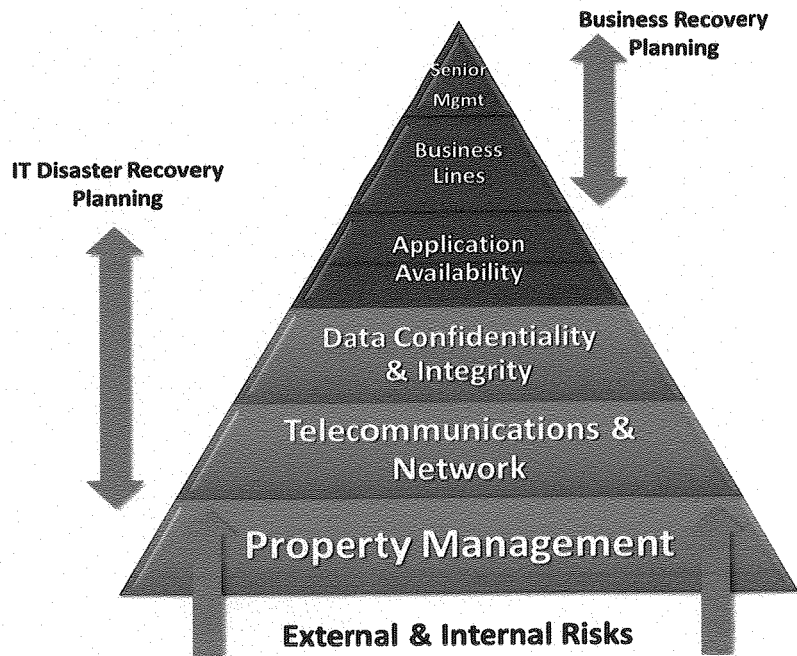 Business Recovery
Planning
Senior
Mgmt
Business
Lines
IT Disaster Recovery
Planning
Application
Availability
Data Confidentiality
& Integrity
Telecommunications &
Network
Property Management
External & Internal Risks